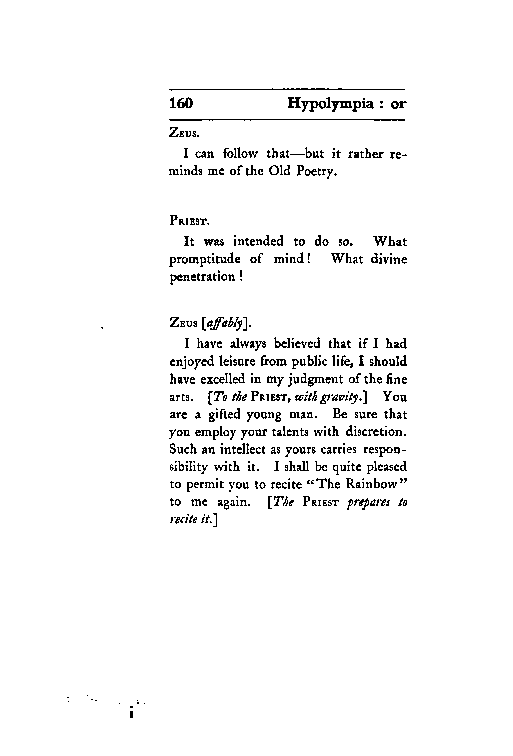 160 Hypolympia : or
Zeus.
I can follow that—but it rather re-
minds me of the Old Poetry.
Priest.
It was intended to do so. What
promptitude of mind! What divine
penetration!
Zeus [affably].
I have always believed that if I had
enjoyed leisure from public life, I should
have excelled in my judgment of the fine
arts. [To the Priest, with gravity.] You
are a gifted young man. Be sure that
you employ your talents with discretion.
Such an intellect as yours carries respon-
sibility with it. I shall be quite pleased
to permit you to recite “The Rainbow”
to me again. [The Priest prepares to
recite it.]